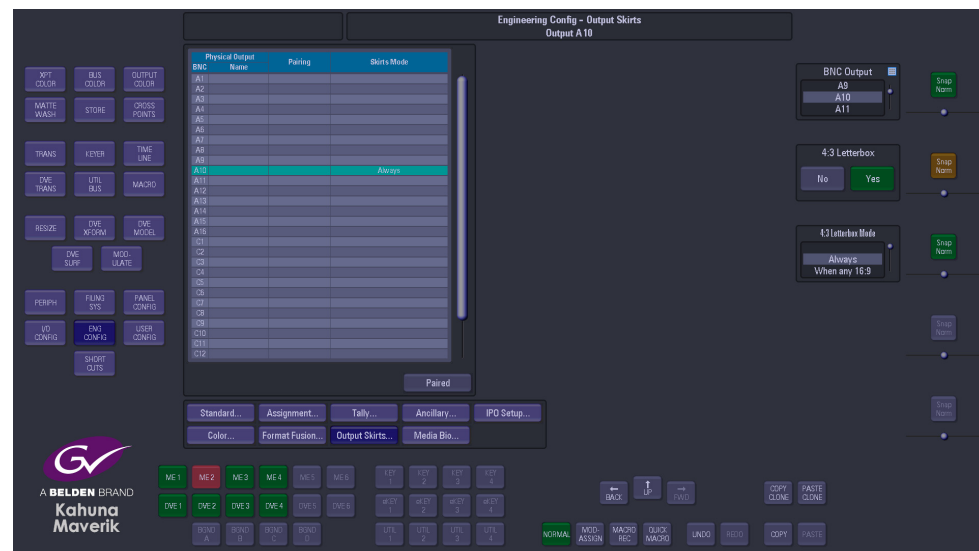 Engineering Config - Output Skirts
Output A10
Physical Output
BNC Name Pairing Skirts Mode
A1
A2
A3
A4
A5
A6
A7
A8
A9
A10 Always
A11
A12
A13
A14
A15
A16
C1
C2
C3
C4
C5
C6
C7
C8
C9
C10
C11
C12
Paired
XPT COLOR
BUS COLOR
OUTPUT COLOR
MATTE WASH
STORE
CROSS POINTS
TRANS
KEYER
TIME LINE
DVE TRANS
UTIL BUS
MACRO
RESIZE
DVE XFORM
DVE MODEL
DVE SURF
MOD- ULATE
PERIPH
FILING SYS
PANEL CONFIG
I/O CONFIG
ENG CONFIG
USER CONFIG
SHORT CUTS
BNC Output
A9
A10
A11
Snap Norm
4:3 Letterbox
No Yes
Snap Norm
4:3 Letterbox Mode
Always
When any 16:9
Snap Norm
Snap Norm
Snap Norm
Standard... Assignment... Tally... Ancillary... IPO Setup...
Color... Format Fusion... Output Skirts... Media Bio...
GV
A BELDEN BRAND
Kahuna
Maverik
ME 1 ME 2 ME 3 ME 4 ME 5 ME 6
DVE 1 DVE 2 DVE 3 DVE 4 DVE 5 DVE 6
BGND A BGND B BGND C BGND D
KEY 1 KEY 2 KEY 3 KEY 4
øKEY 1 øKEY 2 øKEY 3 øKEY 4
UTIL 1 UTIL 2 UTIL 3 UTIL 4
← BACK ↑ UP → FWD
COPY CLONE PASTE CLONE
NORMAL MOD- ASSIGN MACRO REC QUICK MACRO UNDO REDO COPY PASTE